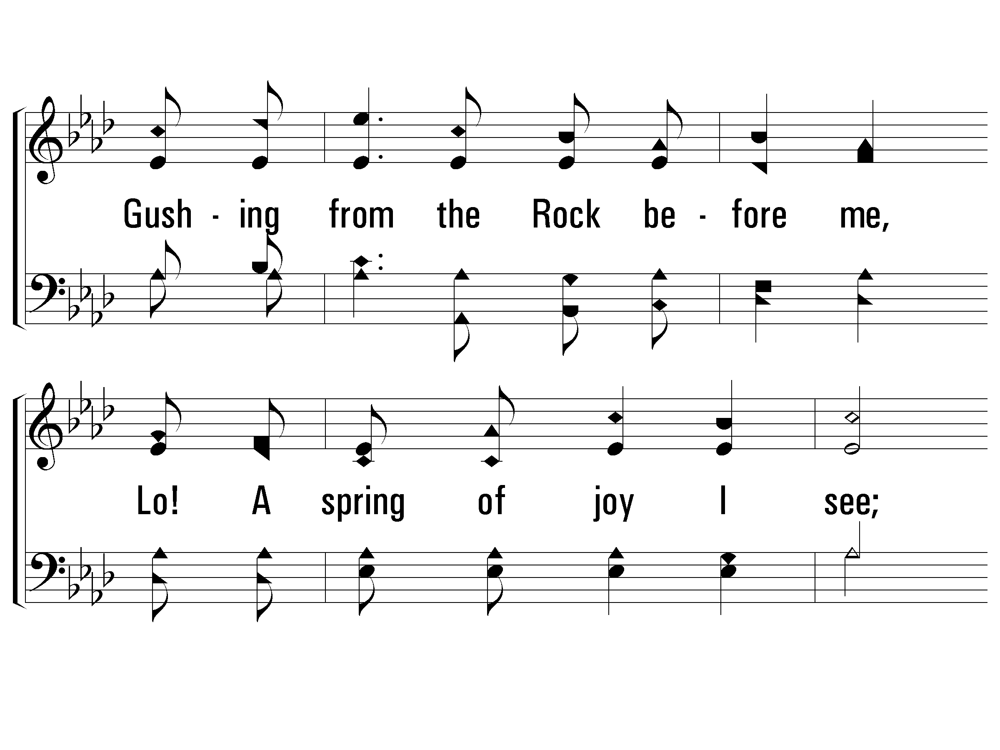 Gush - ing from the Rock be - fore me,
Lo! A spring of joy I see;